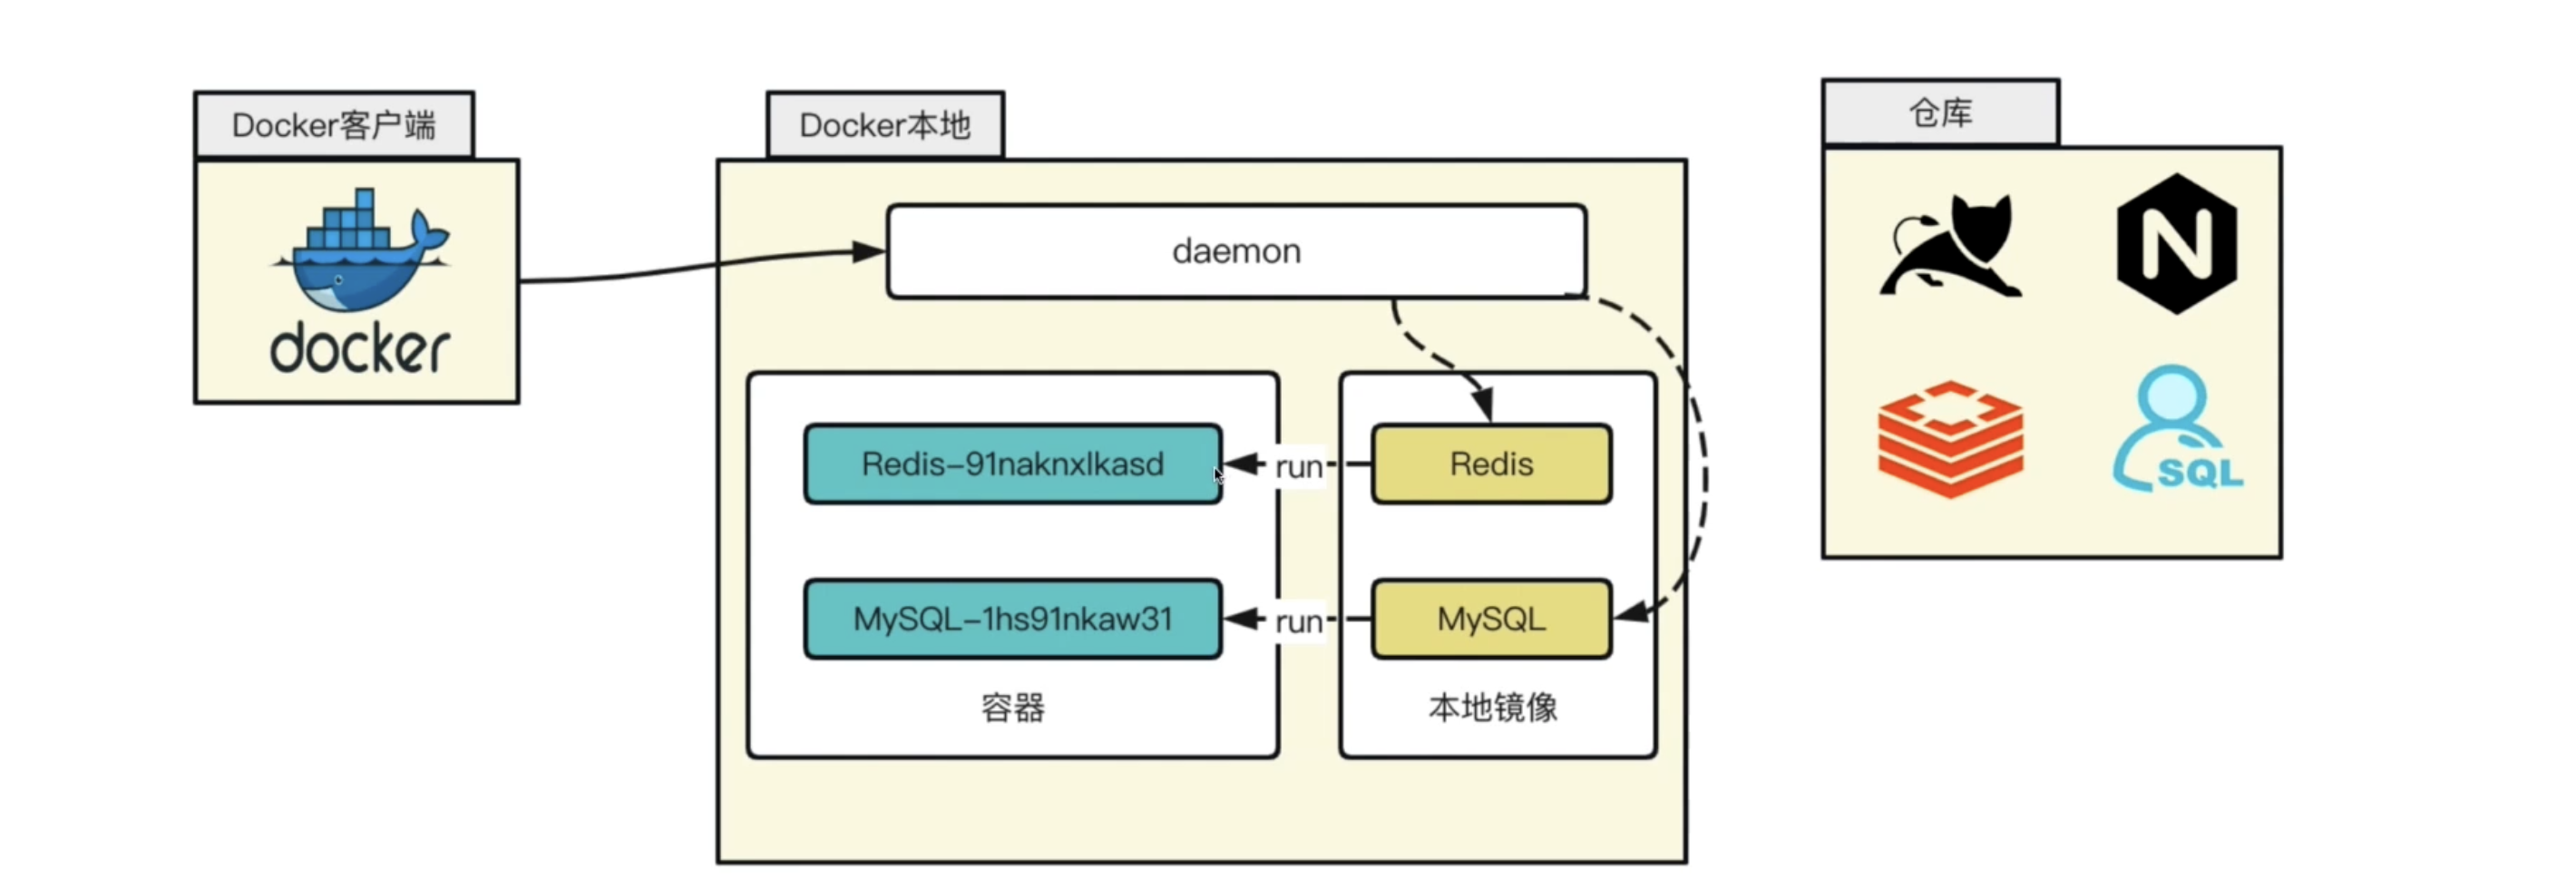 Docker客户端
docker
Docker本地
daemon
Redis-91naknxlkasd
run
Redis
MySQL-1hs91nkaw31
run
MySQL
容器
本地镜像
仓库
N
SQL